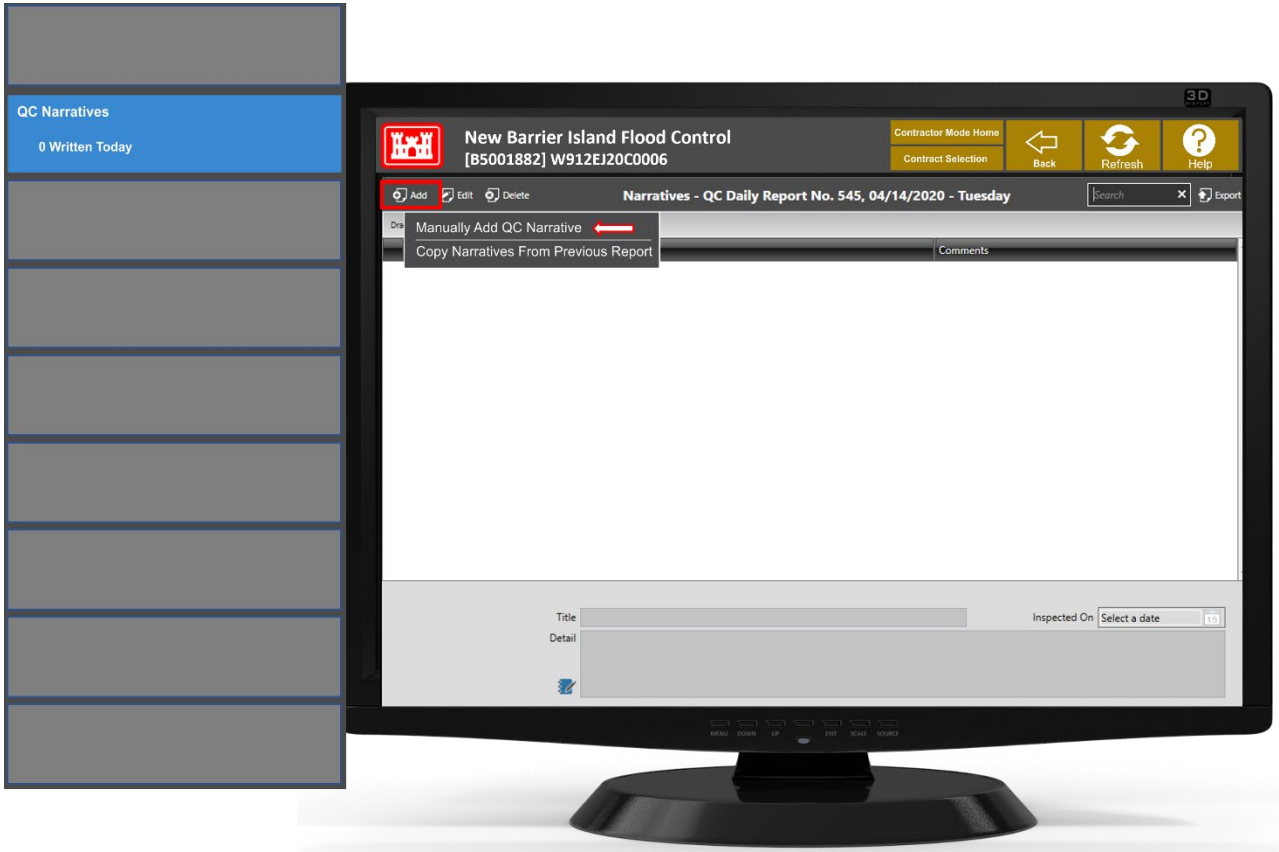 QC Narratives
0 Written Today
3D
New Barrier Island Flood Control
[B5001882] W912EJ20C0006
Contractor Mode Home
Contract Selection
Back
Refresh
Help
Add
Edit
Delete
Narratives - QC Daily Report No. 545, 04/14/2020 - Tuesday
Search
Export
Dra
Manually Add QC Narrative
Copy Narratives From Previous Report
Comments
Title
Inspected On
Select a date
15
Detail
MENU DOWN UP EXIT SCALE SOURCE